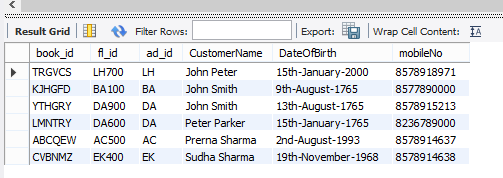 Result Grid Filter Rows: Export: Wrap Cell Content:
book_id fl_id ad_id CustomerName DateOfBirth mobileNo
TRGVCS LH700 LH John Peter 15th-January-2000 8578918971
KJHGFD BA100 BA John Smith 9th-August-1765 8577890000
YTHGRY DA900 DA John Smith 13th-August-1765 8578915213
LMNTRY DA600 DA Peter Parker 15th-January-1765 8236789000
ABCQEW AC500 AC Prerna Sharma 2nd-August-1993 8578914637
CVBNMZ EK400 EK Sudha Sharma 19th-November-1968 8578914638